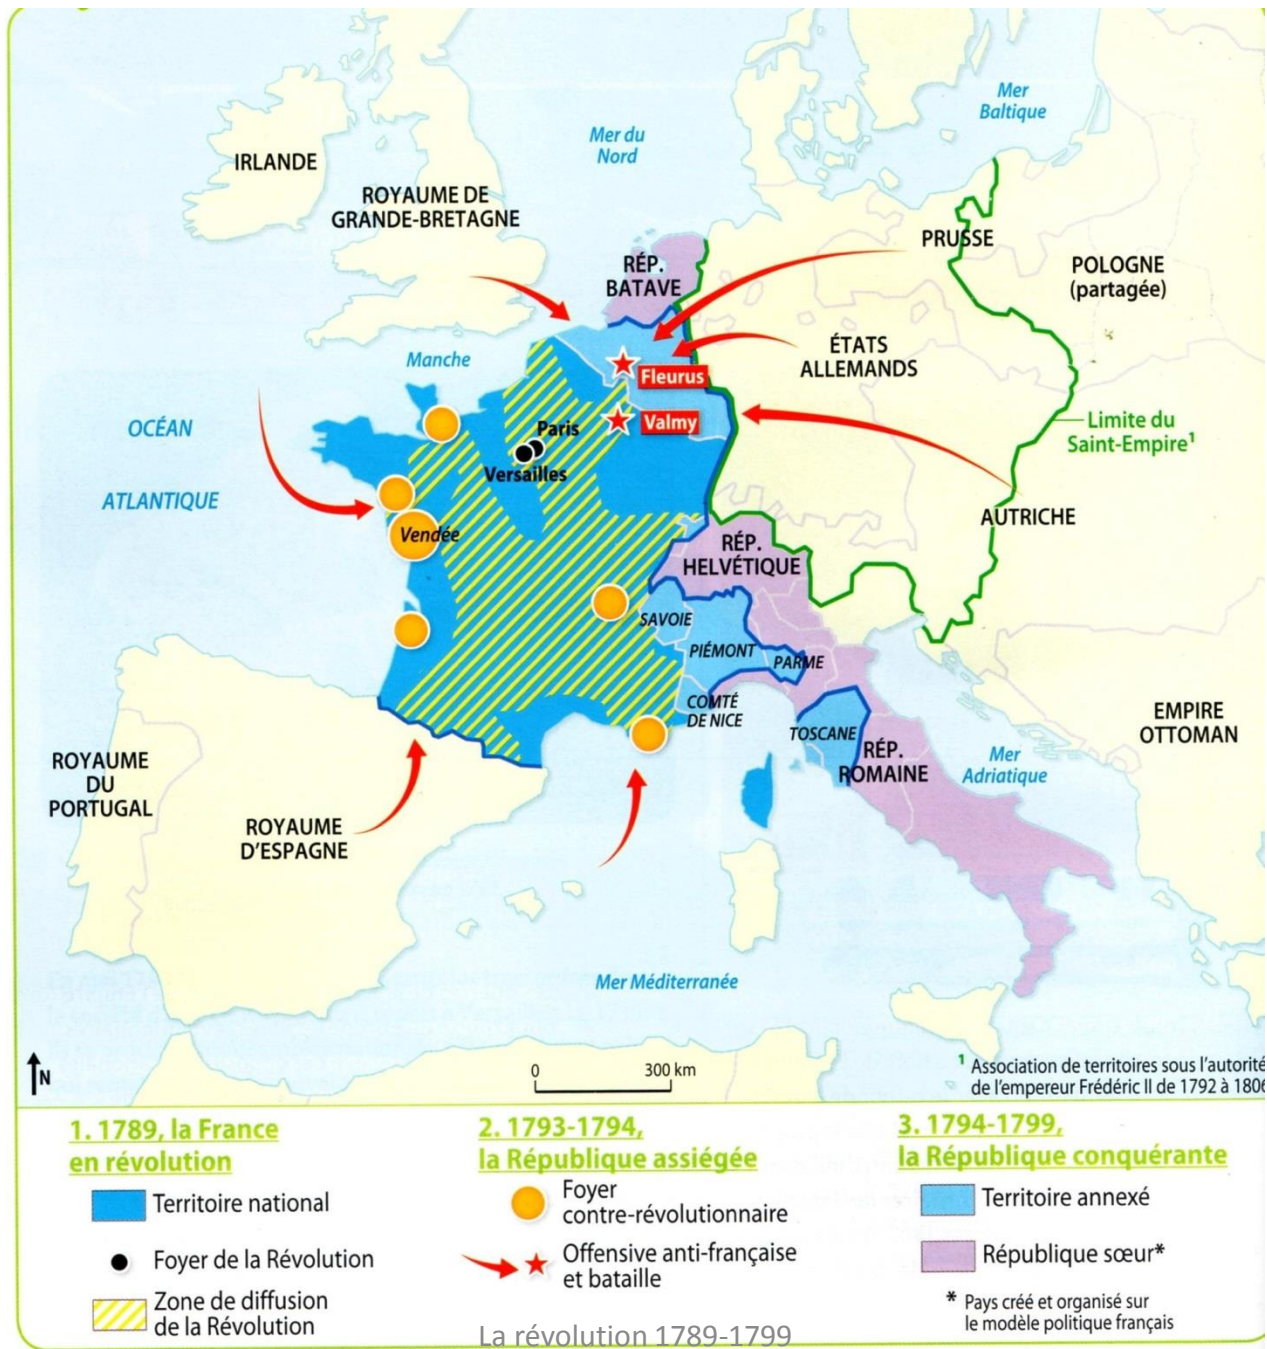 Mer
Baltique
Mer du
Nord
IRLANDE
ROYAUME DE
GRANDE-BRETAGNE
PRUSSE
RÉP.
BATAVE
POLOGNE
(partagée)
ÉTATS
ALLEMANDS
Manche
Fleurus
OCÉAN
ATLANTIQUE
Valmy
Paris
Versailles
Limite du
Saint-Empire¹
Vendée
AUTRICHE
RÉP.
HELVÉTIQUE
SAVOIE
PIÉMONT
PARME
COMTÉ
DE NICE
TOSCANE
RÉP.
ROMAINE
Mer
Adriatique
EMPIRE
OTTOMAN
ROYAUME
DU
PORTUGAL
ROYAUME
D'ESPAGNE
Mer Méditerranée
N
0 300 km
¹ Association de territoires sous l'autorité
de l'empereur Frédéric II de 1792 à 1806
1. 1789, la France
en révolution
Territoire national
Foyer de la Révolution
Zone de diffusion
de la Révolution
2. 1793-1794,
la République assiégée
Foyer
contre-révolutionnaire
Offensive anti-française
et bataille
3. 1794-1799,
la République conquérante
Territoire annexé
République sœur*
* Pays créé et organisé sur
le modèle politique français
La révolution 1789-1799